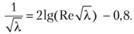 1/√λ = 2lg(Re√λ) – 0,8.